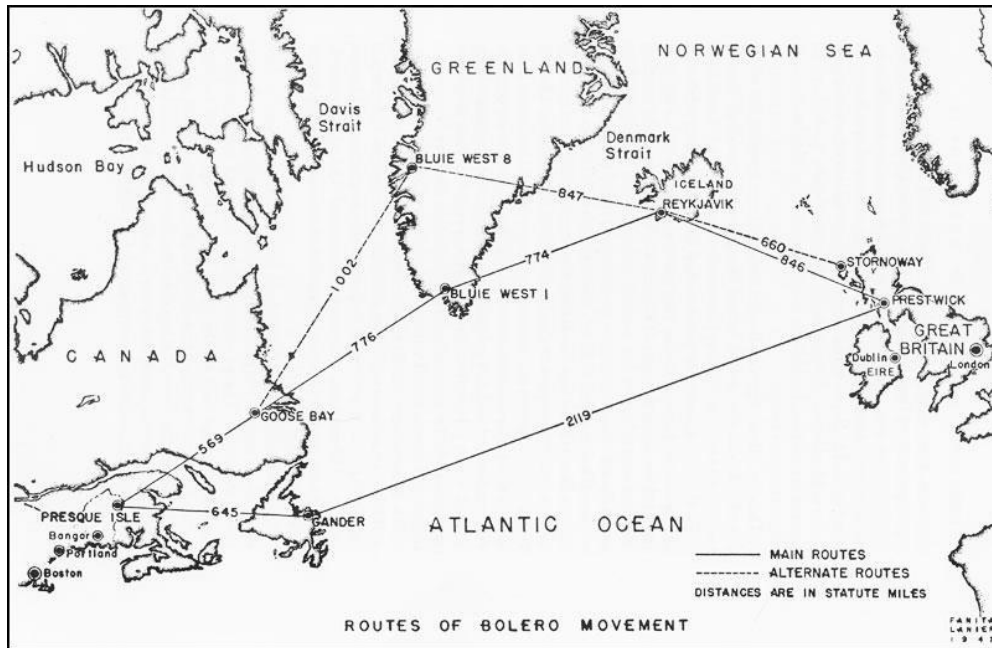 NORWEGIAN SEA
GREENLAND
Davis
Strait
Denmark
Strait
Hudson Bay
BLUIE WEST 8
ICELAND
847
REYKJAVIK
660
STORNOWAY
846
1002
774
BLUIE WEST 1
PRESTWICK
GREAT
BRITAIN
CANADA
776
Dublin
EIRE
London
GOOSE BAY
569
2119
PRESQUE ISLE
645
GANDER
ATLANTIC OCEAN
Bangor
Portland
Boston
MAIN ROUTES
ALTERNATE ROUTES
DISTANCES ARE IN STATUTE MILES
ROUTES OF BOLERO MOVEMENT
LANIER